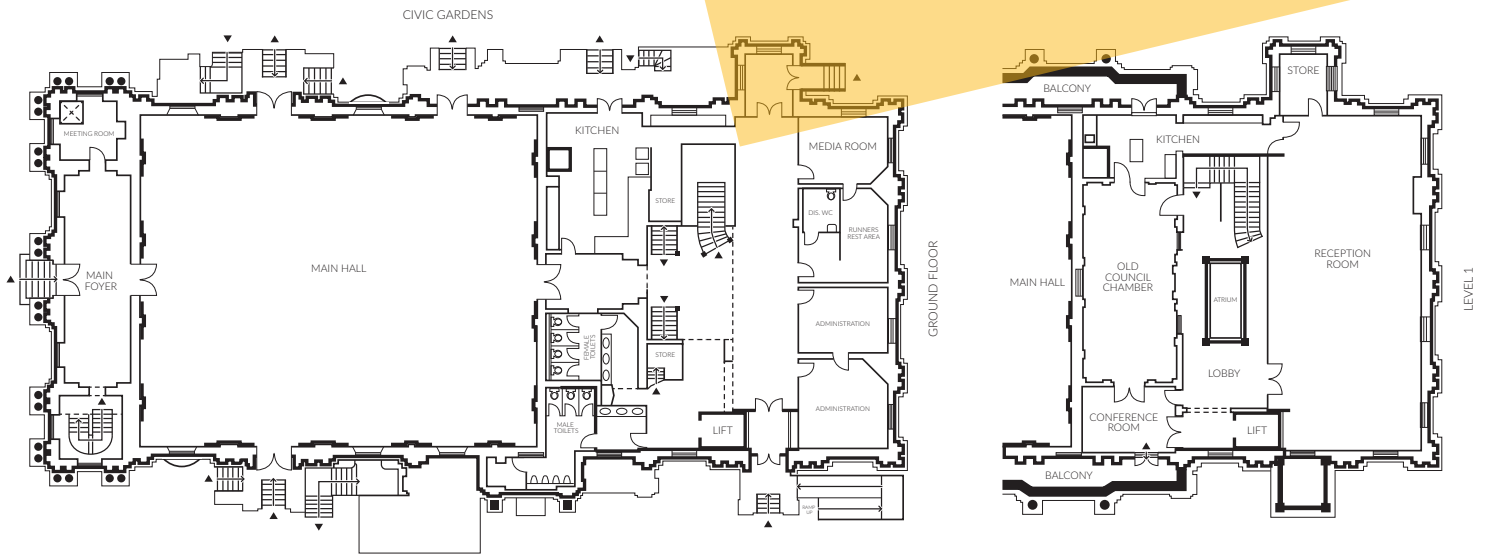 CIVIC GARDENS
MEETING ROOM
MAIN
FOYER
MAIN HALL
KITCHEN
STORE
STORE
FEMALE
TOILETS
MALE
TOILETS
LIFT
MEDIA ROOM
DIS. WC
RUNNERS
REST AREA
ADMINISTRATION
ADMINISTRATION
RAMP
UP
GROUND FLOOR
BALCONY
STORE
KITCHEN
MAIN HALL
OLD
COUNCIL
CHAMBER
ATRIUM
RECEPTION
ROOM
LOBBY
CONFERENCE
ROOM
LIFT
BALCONY
LEVEL 1